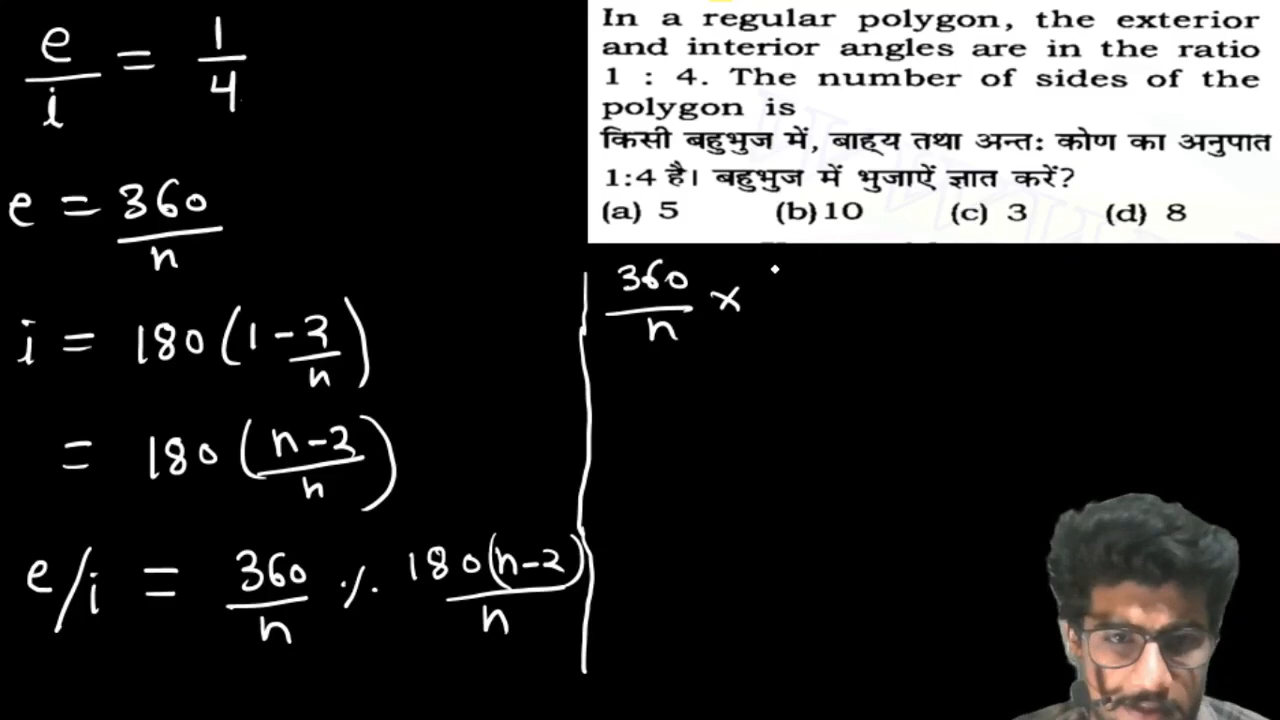 e/i = 1/4
e = 360/n
i = 180(1-2/n)
= 180(n-2/n)
e/i = 360/n ٪ 180(n-2)/n
In a regular polygon, the exterior
and interior angles are in the ratio
1 : 4. The number of sides of the
polygon is
किसी बहुभुज में, बाह्य तथा अन्त: कोण का अनुपात
1:4 है। बहुभुज में भुजाऐं ज्ञात करें?
(a) 5 (b) 10 (c) 3 (d) 8
360/n ×